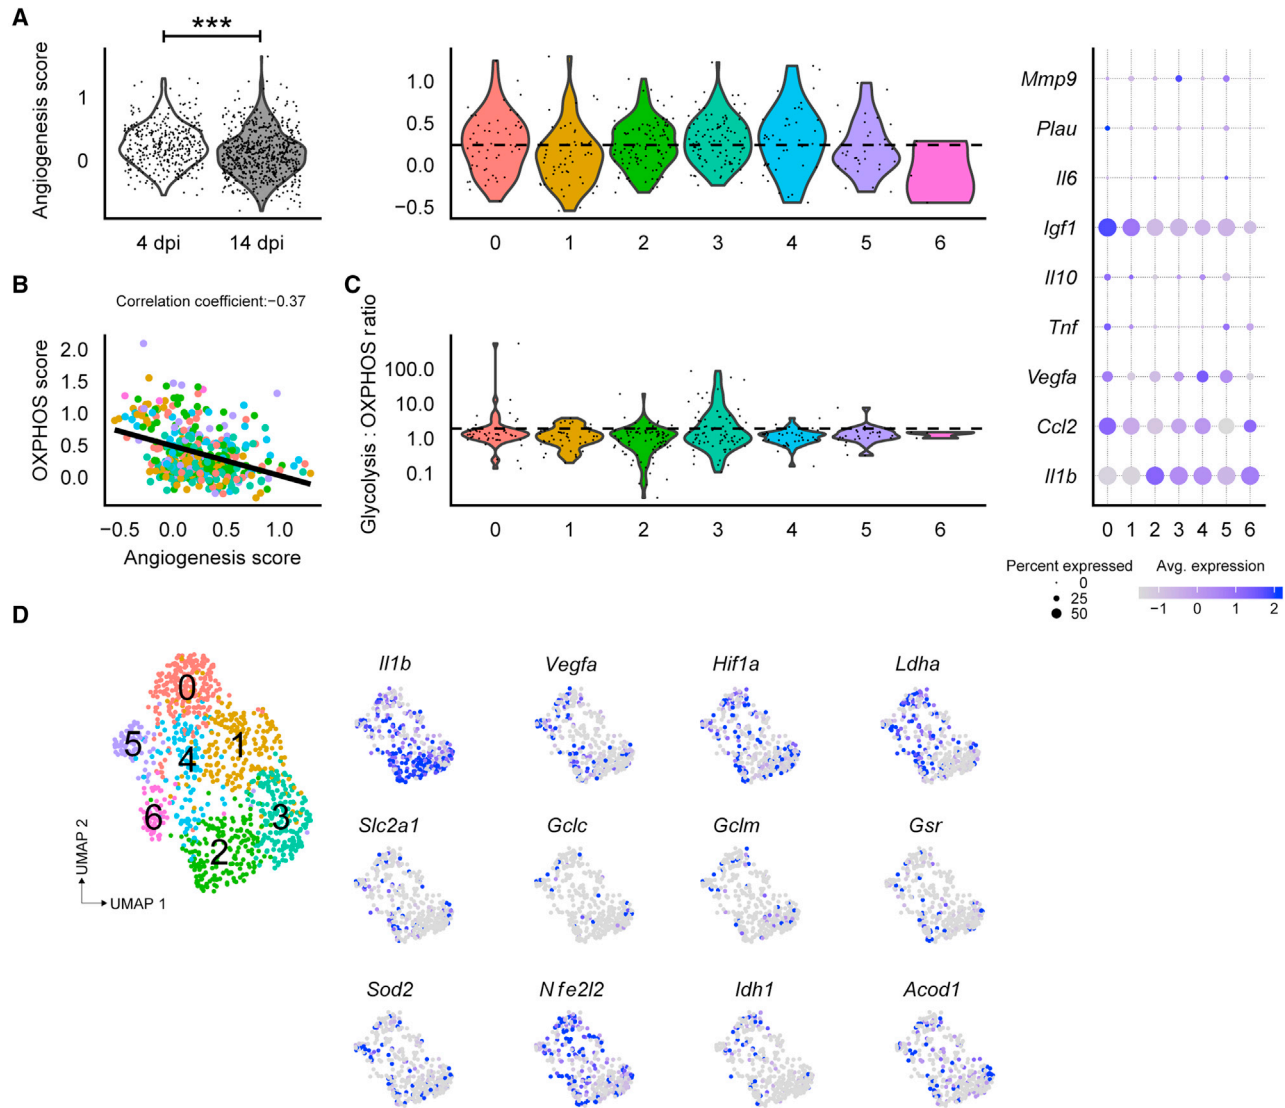 A
***
Angiogenesis score
1
0
4 dpi 14 dpi
1.0
0.5
0.0
−0.5
0 1 2 3 4 5 6
Mmp9
Plau
Il6
Igf1
Il10
Tnf
Vegfa
Ccl2
Il1b
0 1 2 3 4 5 6
Percent expressed
0
25
50
Avg. expression
−1 0 1 2
B
Correlation coefficient:−0.37
OXPHOS score
2.0
1.5
1.0
0.5
0.0
−0.5 0.0 0.5 1.0
Angiogenesis score
C
Glycolysis : OXPHOS ratio
100.0
10.0
1.0
0.1
0 1 2 3 4 5 6
D
0
5
4
1
6
3
2
UMAP 2
UMAP 1
Il1b Vegfa Hif1a Ldha
Slc2a1 Gclc Gclm Gsr
Sod2 Nfe2l2 Idh1 Acod1